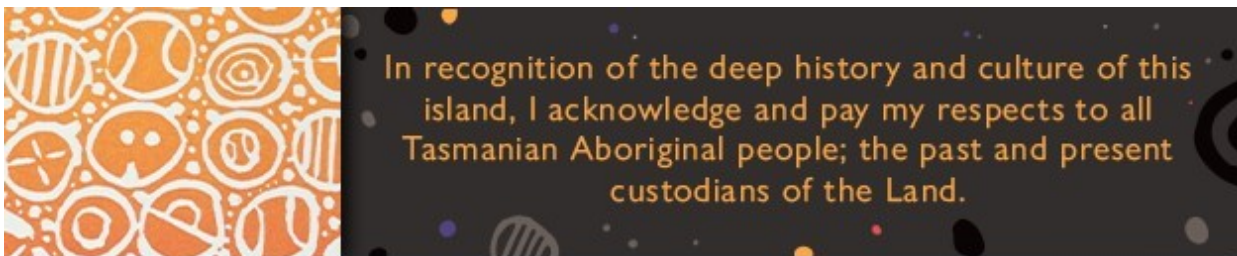 In recognition of the deep history and culture of this
island, I acknowledge and pay my respects to all
Tasmanian Aboriginal people; the past and present
custodians of the Land.